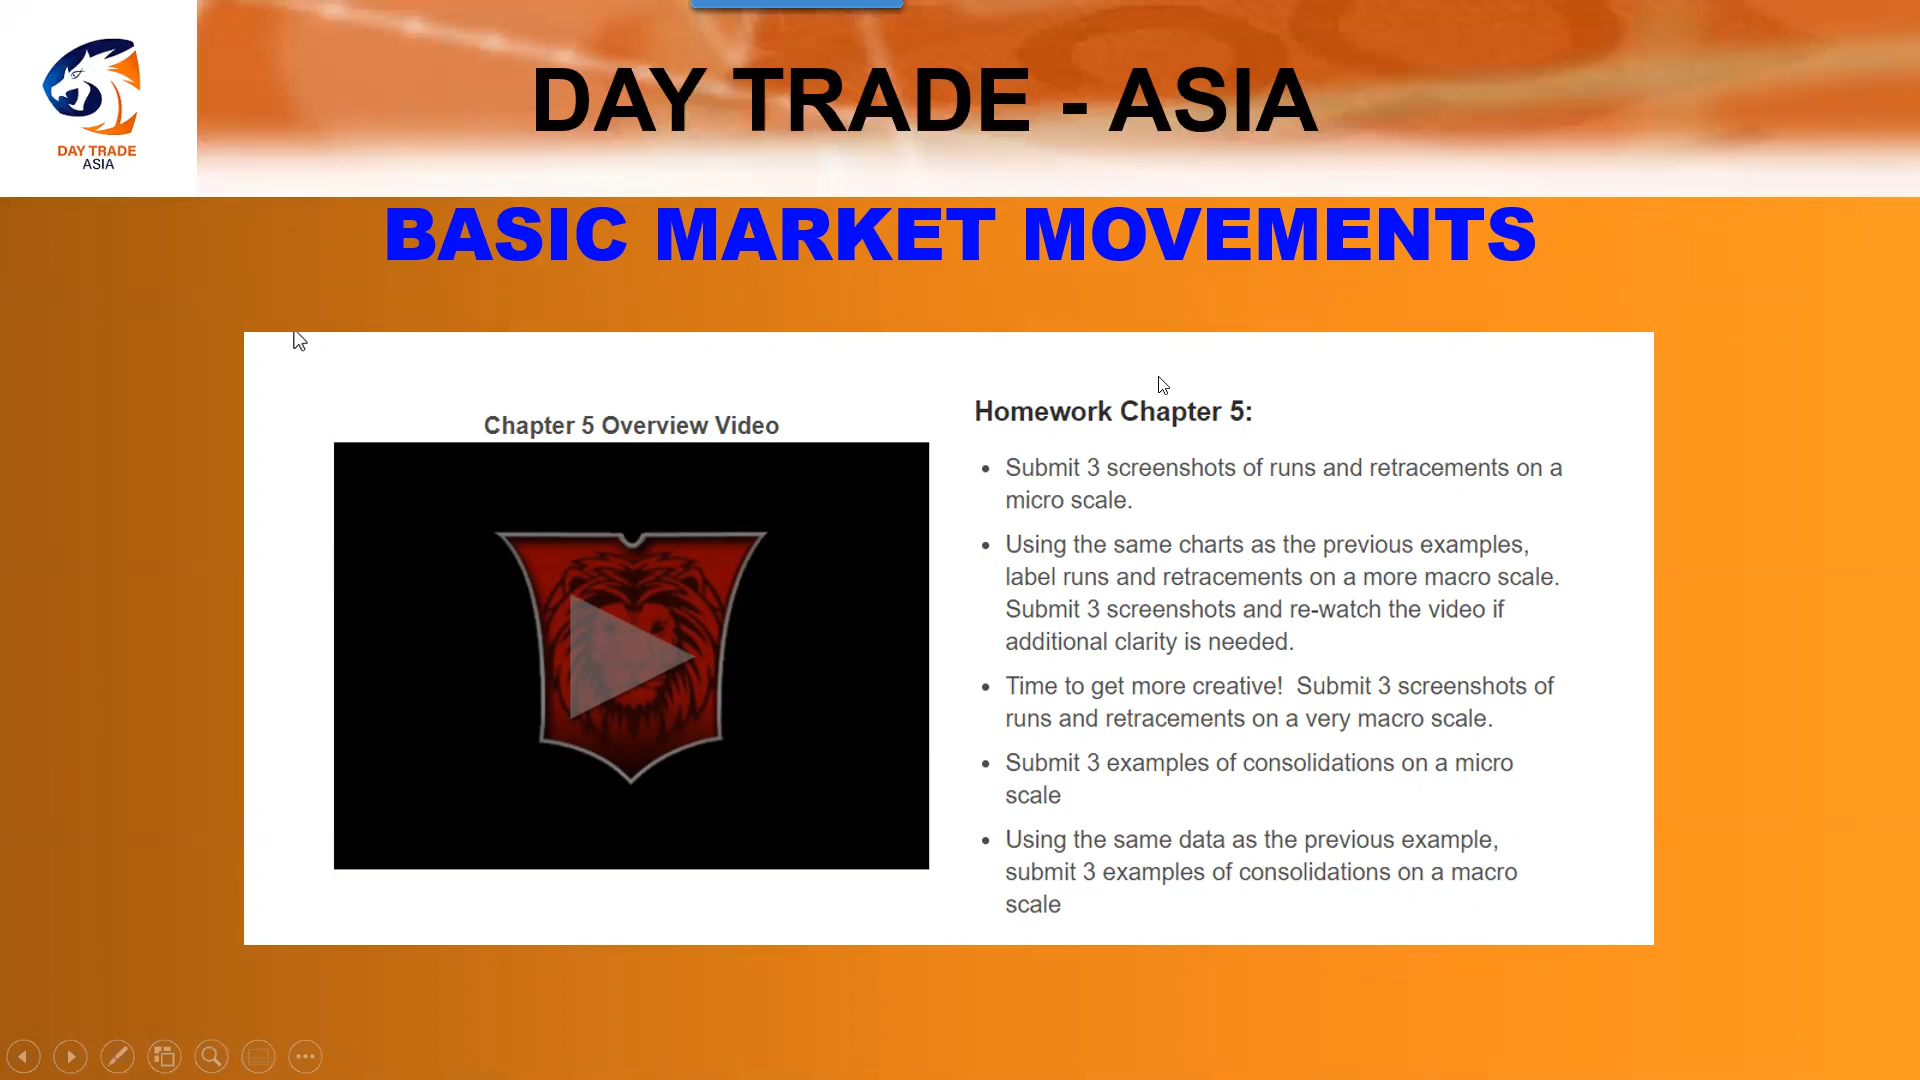 DAY TRADE
ASIA
DAY TRADE - ASIA
BASIC MARKET MOVEMENTS
Chapter 5 Overview Video
Homework Chapter 5:
• Submit 3 screenshots of runs and retracements on a
micro scale.
• Using the same charts as the previous examples,
label runs and retracements on a more macro scale.
Submit 3 screenshots and re-watch the video if
additional clarity is needed.
• Time to get more creative!  Submit 3 screenshots of
runs and retracements on a very macro scale.
• Submit 3 examples of consolidations on a micro
scale
• Using the same data as the previous example,
submit 3 examples of consolidations on a macro
scale